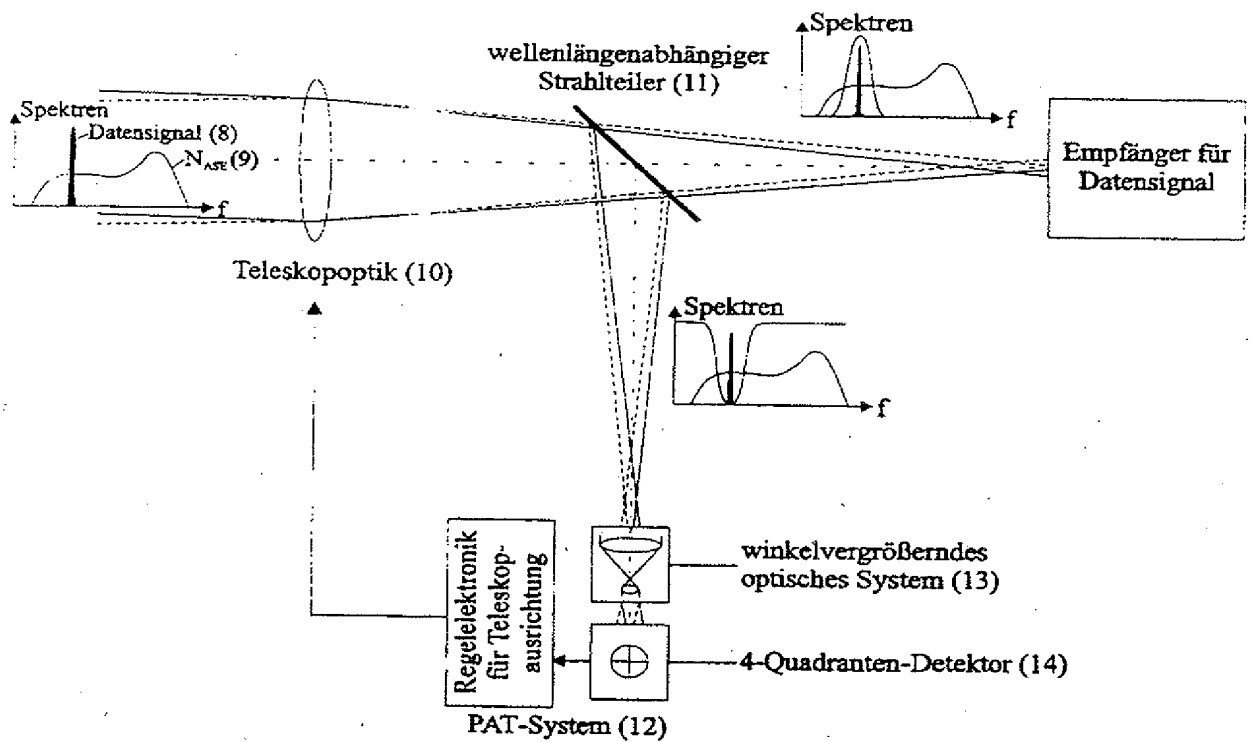 Spektren
wellenlängenabhängiger
Strahlteiler (11)
f
Spektren
Datensignal (8)
N_ASE (9)
f
Empfänger für
Datensignal
Teleskopoptik (10)
Spektren
f
Regelelektronik
für Teleskop-
ausrichtung
winkelvergrößerndes
optisches System (13)
4-Quadranten-Detektor (14)
PAT-System (12)